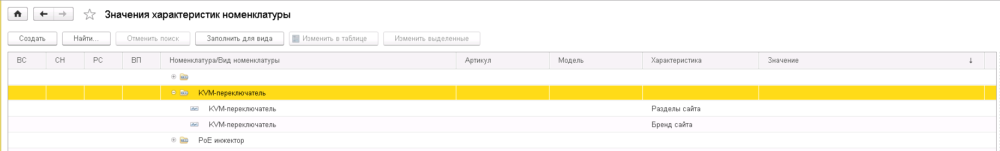 Значения характеристик номенклатуры
Создать Найти... Отменить поиск Заполнить для вида Изменить в таблице Изменить выделенные
ВС СН РС ВП Номенклатура/Вид номенклатуры Артикул Модель Характеристика Значение ↓
KVM-переключатель
KVM-переключатель Разделы сайта
KVM-переключатель Бренд сайта
PoE инжектор